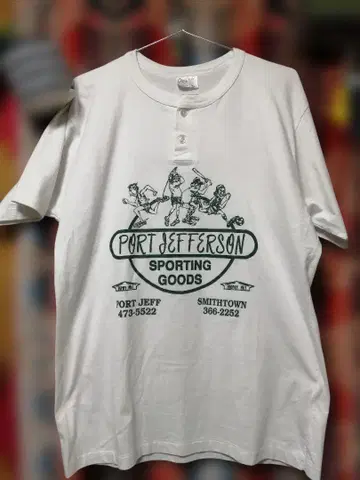 PORT JEFFERSON
SPORTING
GOODS
PORT JEFF
473-5522
SMITHTOWN
366-2252